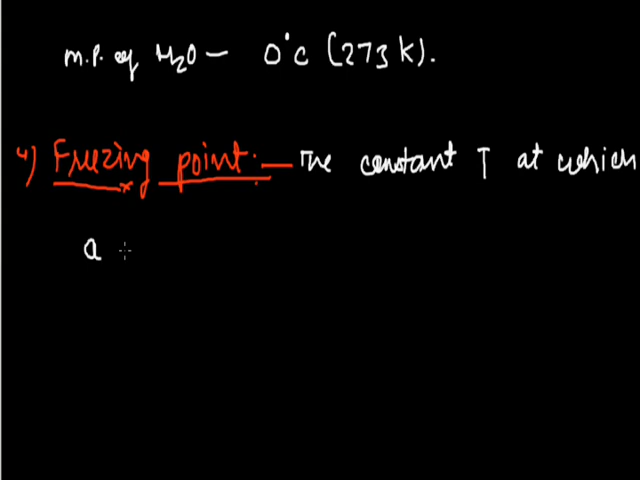 m.p. of H2O — 0°C (273 K).
4) Freezing point :— The constant T at which
a